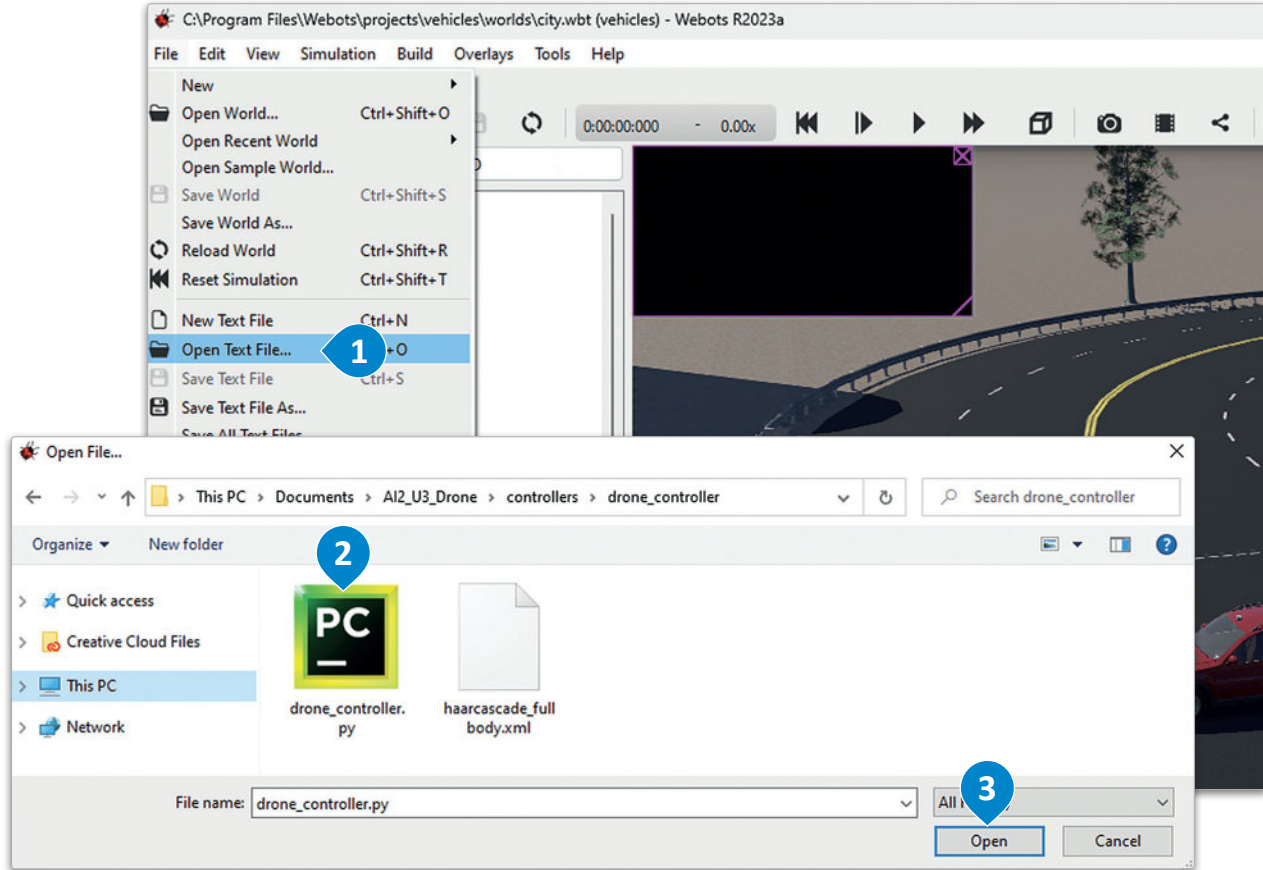 C:\Program Files\Webots\projects\vehicles\worlds\city.wbt (vehicles) - Webots R2023a
File Edit View Simulation Build Overlays Tools Help
New
Open World... Ctrl+Shift+O
Open Recent World
Open Sample World...
Save World Ctrl+Shift+S
Save World As...
Reload World Ctrl+Shift+R
Reset Simulation Ctrl+Shift+T
New Text File Ctrl+N
Open Text File... 1 +O
Save Text File Ctrl+S
Save Text File As...
Save All Text Files
0:00:00:000 - 0.00x
Open File...
This PC > Documents > AI2_U3_Drone > controllers > drone_controller
Search drone_controller
Organize New folder
2
Quick access
Creative Cloud Files
This PC
Network
PC
drone_controller.
py
haarcascade_full
body.xml
File name: drone_controller.py
All
3
Open Cancel